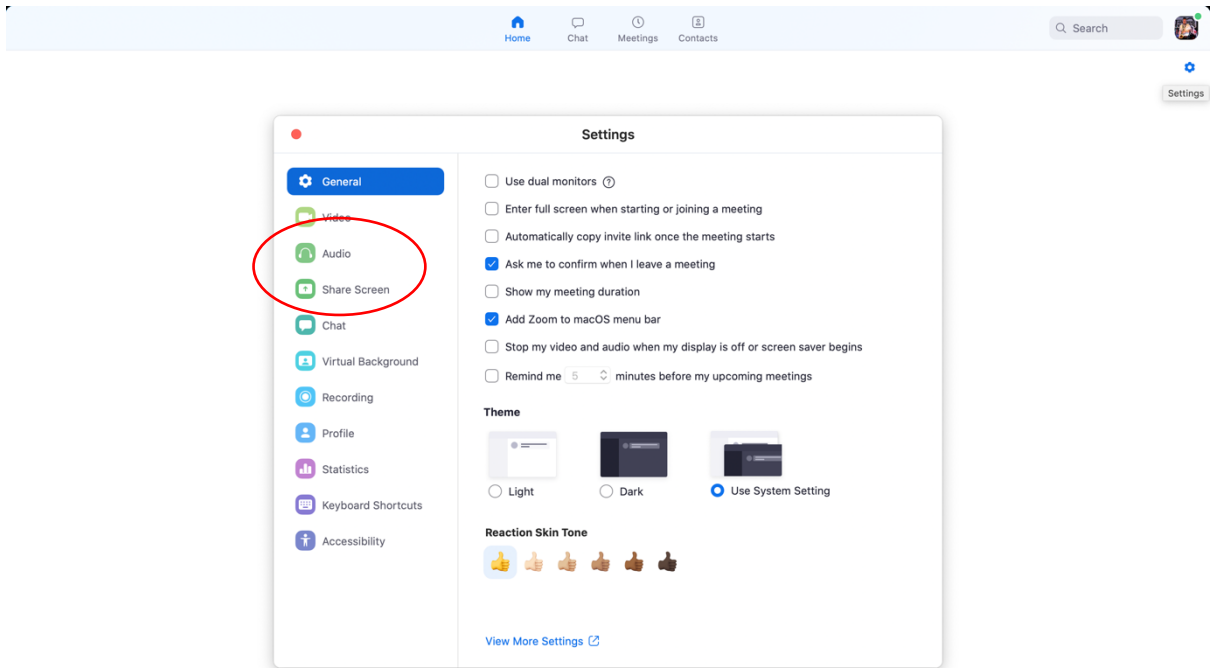 Home Chat Meetings Contacts
Search
Settings
Settings
General
Video
Audio
Share Screen
Chat
Virtual Background
Recording
Profile
Statistics
Keyboard Shortcuts
Accessibility
Use dual monitors
Enter full screen when starting or joining a meeting
Automatically copy invite link once the meeting starts
Ask me to confirm when I leave a meeting
Show my meeting duration
Add Zoom to macOS menu bar
Stop my video and audio when my display is off or screen saver begins
Remind me 5 minutes before my upcoming meetings
Theme
Light Dark Use System Setting
Reaction Skin Tone
View More Settings